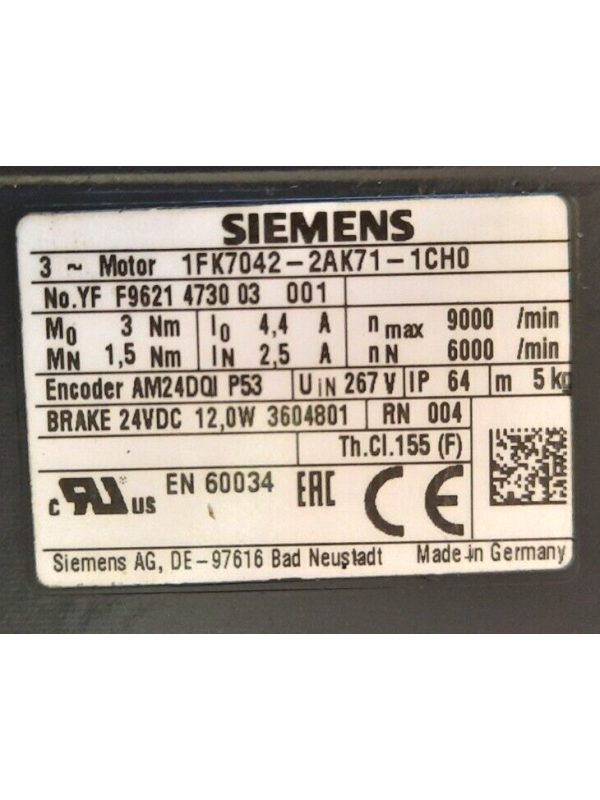 SIEMENS
3 ~ Motor 1FK7042-2AK71-1CH0
No.YF F9621 4730 03 001
M0 3 Nm I0 4,4 A n max 9000 /min
MN 1,5 Nm IN 2,5 A n N 6000 /min
Encoder AM24DQI P53 UIN 267 V IP 64 m 5 kg
BRAKE 24VDC 12,0W 3604801 RN 004
Th.Cl.155 (F)
c RU US EN 60034 EAC CE
Siemens AG, DE-97616 Bad Neustadt Made in Germany